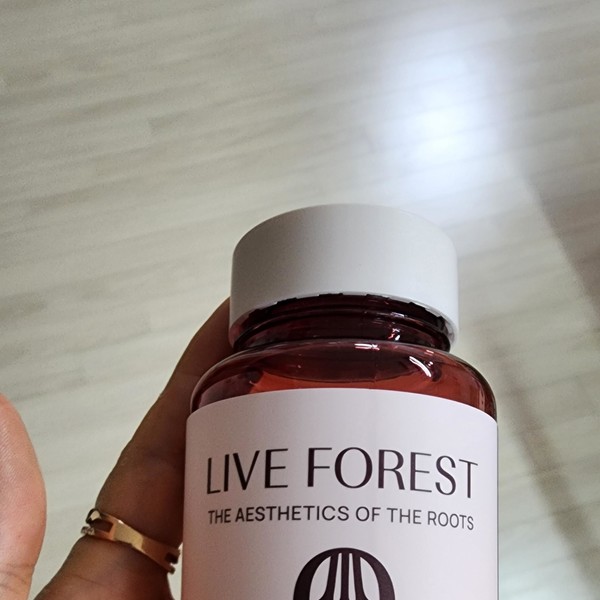 LIVE FOREST
THE AESTHETICS OF THE ROOTS